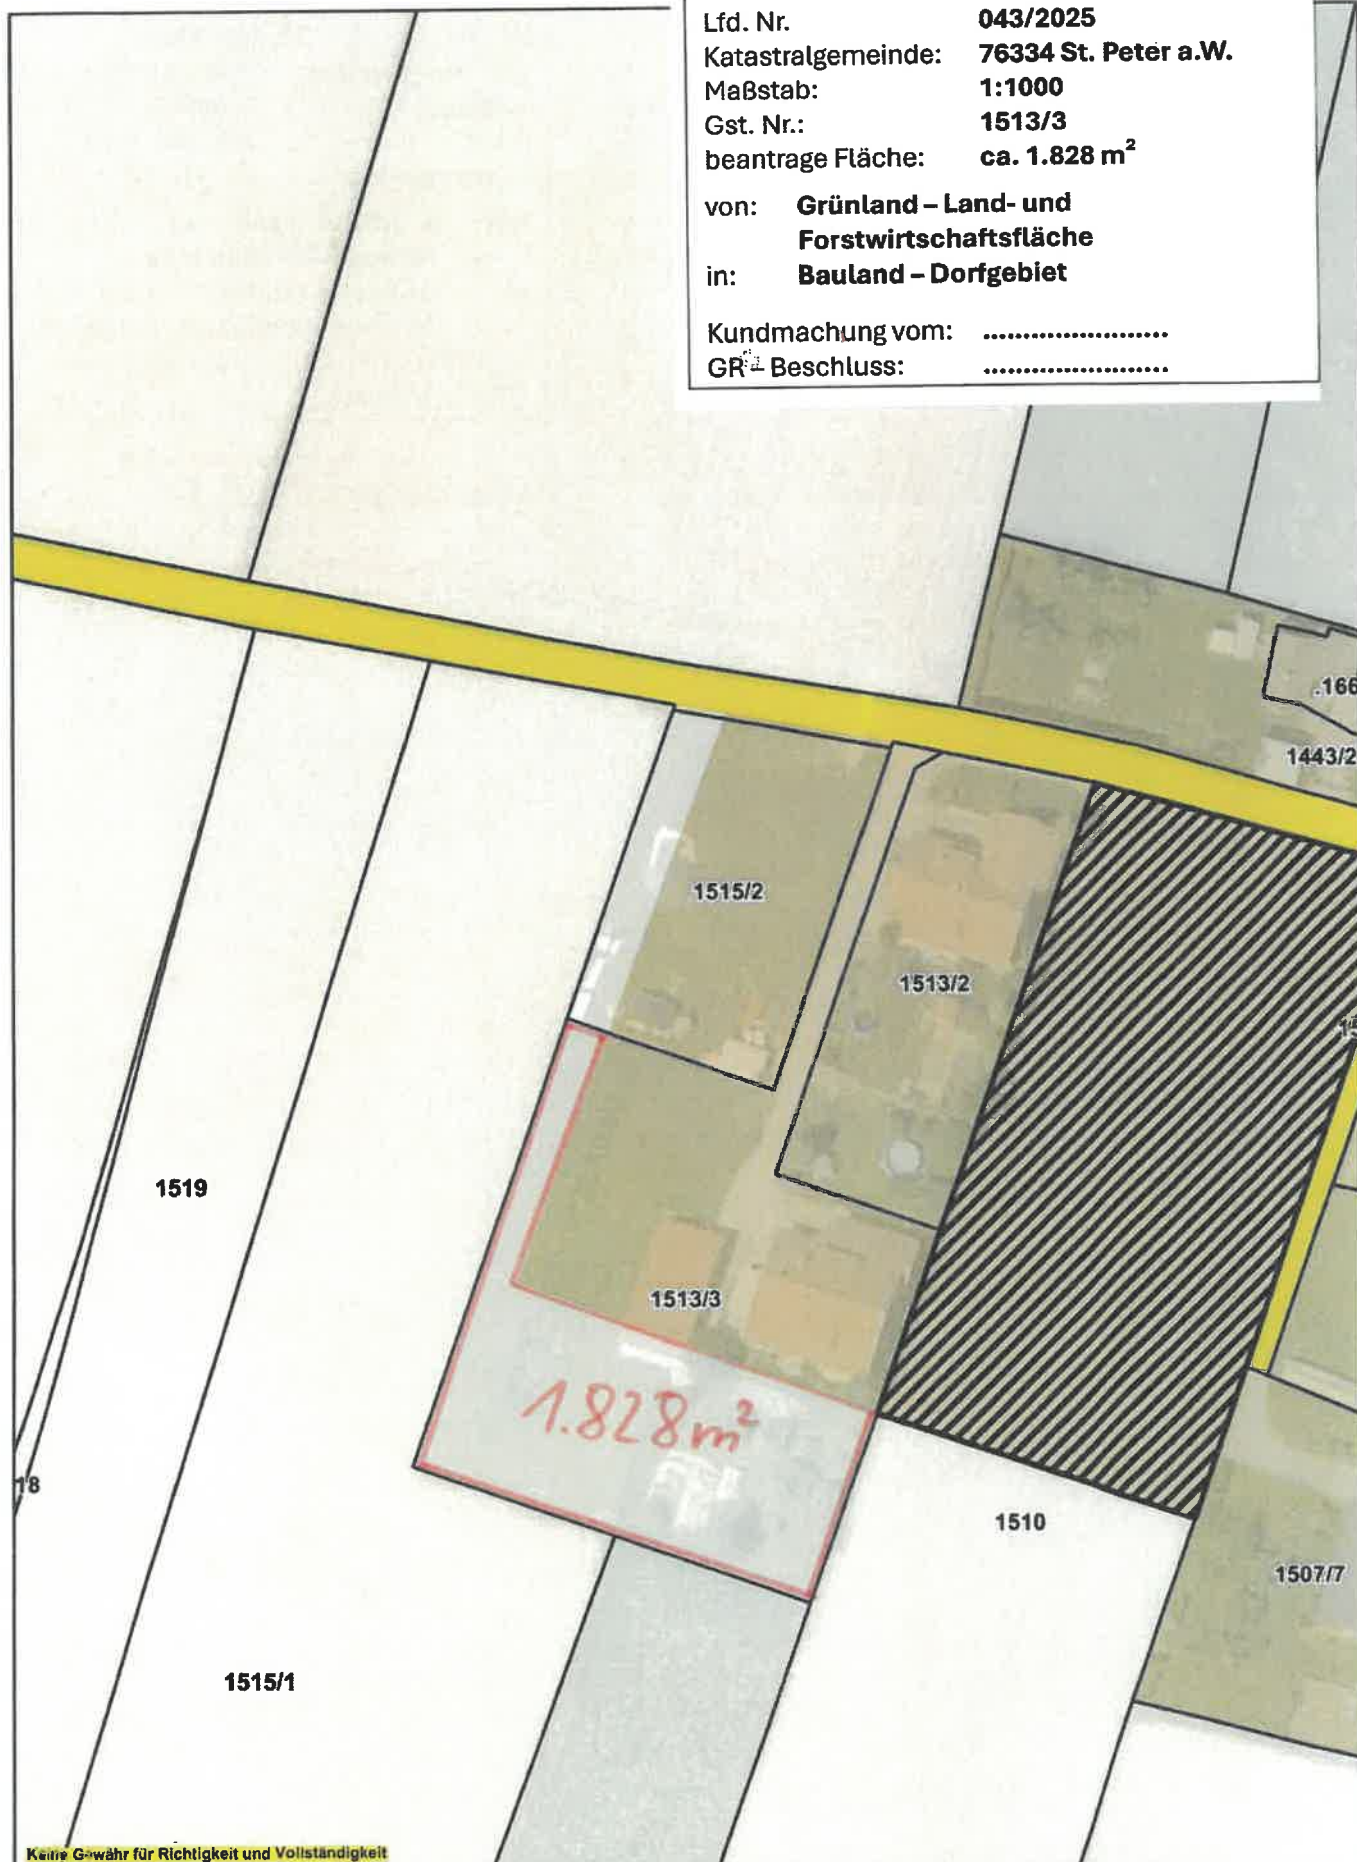 Lfd. Nr. 043/2025
Katastralgemeinde: 76334 St. Peter a.W.
Maßstab: 1:1000
Gst. Nr.: 1513/3
beantrage Fläche: ca. 1.828 m²
von: Grünland – Land- und
Forstwirtschaftsfläche
in: Bauland – Dorfgebiet
Kundmachung vom: .......................
GR – Beschluss: .......................
.166
1443/2
1515/2
1513/2
1519
1513/3
1.828 m²
18
1510
1507/7
1515/1
Keine Gewähr für Richtigkeit und Vollständigkeit